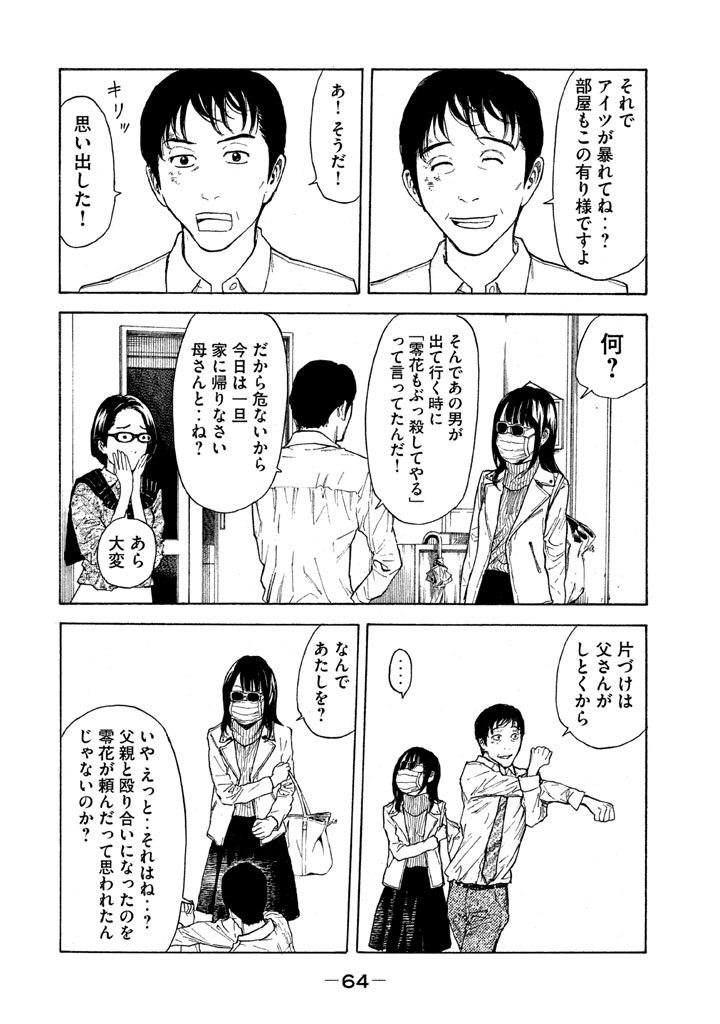 それで
アイツが暴れてね‥?
部屋もこの有り様ですよ
あ!そうだ!
キリッ
思い出した!
何?
そんであの男が
出て行く時に
「零花もぶっ殺してやる」
って言ってたんだ!
だから危ないから
今日は一旦
家に帰りなさい
母さんと‥ね?
あら
大変
片づけは
父さんが
しとくから
‥‥
なんで
あたしを?
いや えっと‥それはね‥?
父親と殴り合いになったのを
零花が頼んだって思われたん
じゃないのか?
-64-